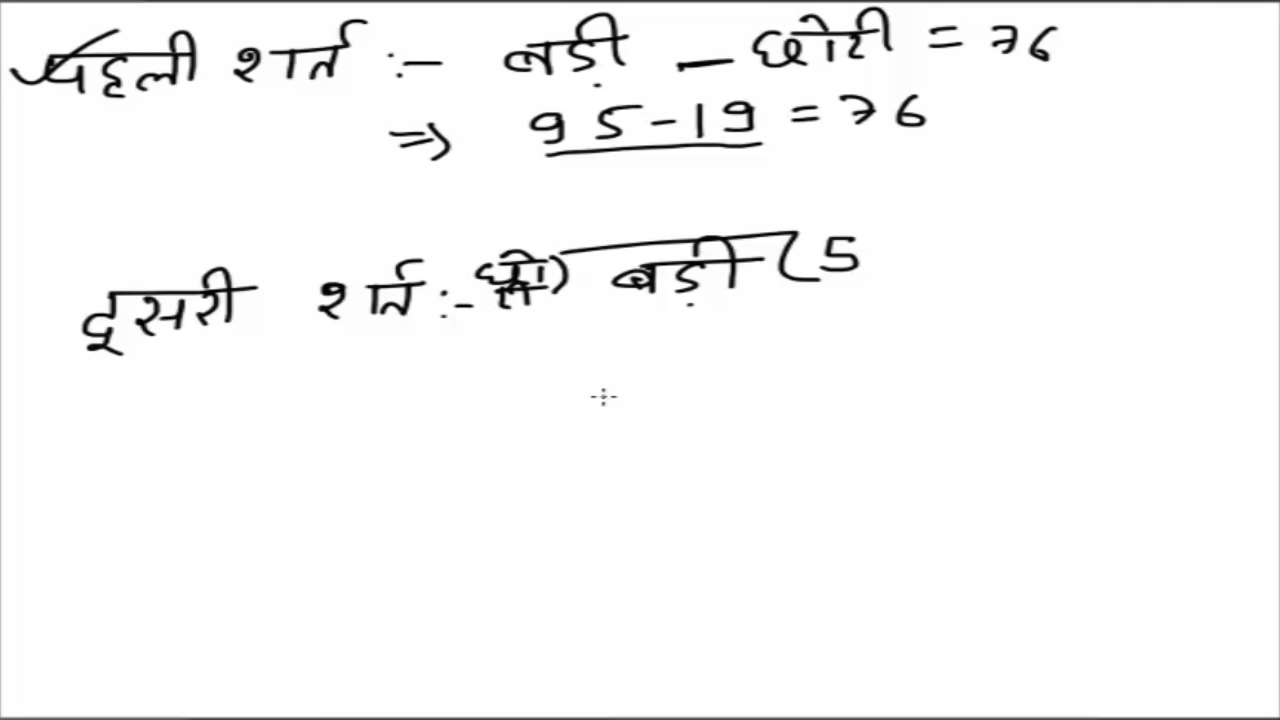 पहली शर्त :- बड़ी - छोटी = 76
=> 95-19 = 76
दूसरी शर्त :- ) बड़ी ( 5